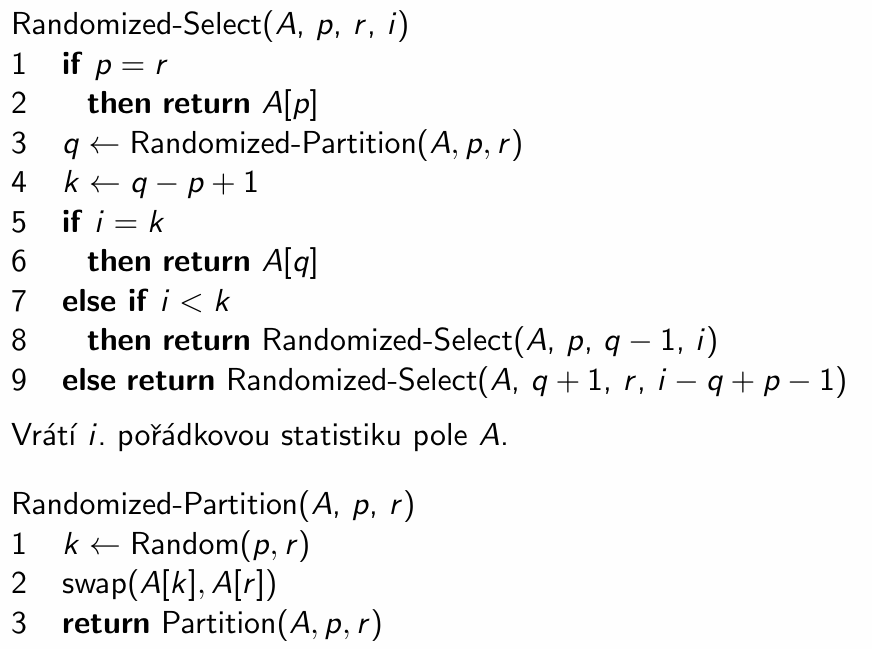 Randomized-Select(A, p, r, i)
1 if p = r
2 then return A[p]
3 q ← Randomized-Partition(A, p, r)
4 k ← q − p + 1
5 if i = k
6 then return A[q]
7 else if i < k
8 then return Randomized-Select(A, p, q − 1, i)
9 else return Randomized-Select(A, q + 1, r, i − q + p − 1)
Vrátí i. pořádkovou statistiku pole A.
Randomized-Partition(A, p, r)
1 k ← Random(p, r)
2 swap(A[k], A[r])
3 return Partition(A, p, r)